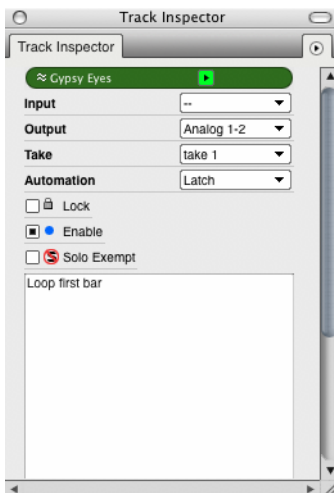 Track Inspector
Track Inspector
Gypsy Eyes
Input --
Output Analog 1-2
Take take 1
Automation Latch
Lock
Enable
Solo Exempt
Loop first bar